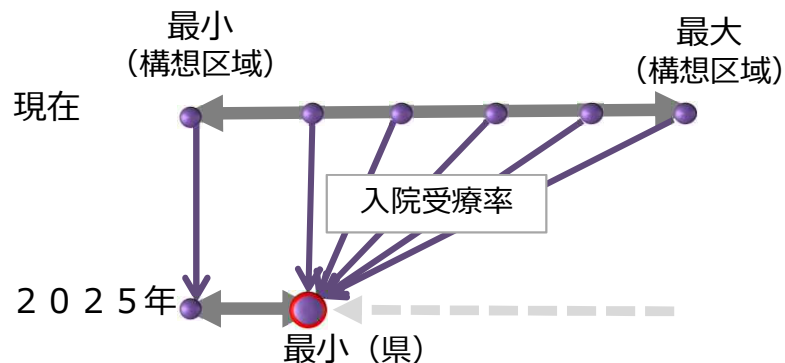 最小
（構想区域）
最大
（構想区域）
現在
入院受療率
２０２５年
最小（県）